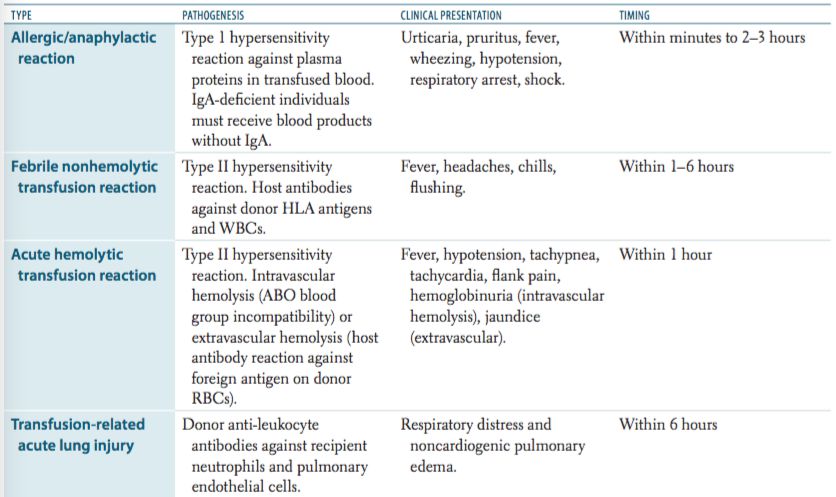 TYPE PATHOGENESIS CLINICAL PRESENTATION TIMING
Allergic/anaphylactic
reaction
Type 1 hypersensitivity
reaction against plasma
proteins in transfused blood.
IgA-deficient individuals
must receive blood products
without IgA.
Urticaria, pruritus, fever,
wheezing, hypotension,
respiratory arrest, shock.
Within minutes to 2–3 hours
Febrile nonhemolytic
transfusion reaction
Type II hypersensitivity
reaction. Host antibodies
against donor HLA antigens
and WBCs.
Fever, headaches, chills,
flushing.
Within 1–6 hours
Acute hemolytic
transfusion reaction
Type II hypersensitivity
reaction. Intravascular
hemolysis (ABO blood
group incompatibility) or
extravascular hemolysis (host
antibody reaction against
foreign antigen on donor
RBCs).
Fever, hypotension, tachypnea,
tachycardia, flank pain,
hemoglobinuria (intravascular
hemolysis), jaundice
(extravascular).
Within 1 hour
Transfusion-related
acute lung injury
Donor anti-leukocyte
antibodies against recipient
neutrophils and pulmonary
endothelial cells.
Respiratory distress and
noncardiogenic pulmonary
edema.
Within 6 hours